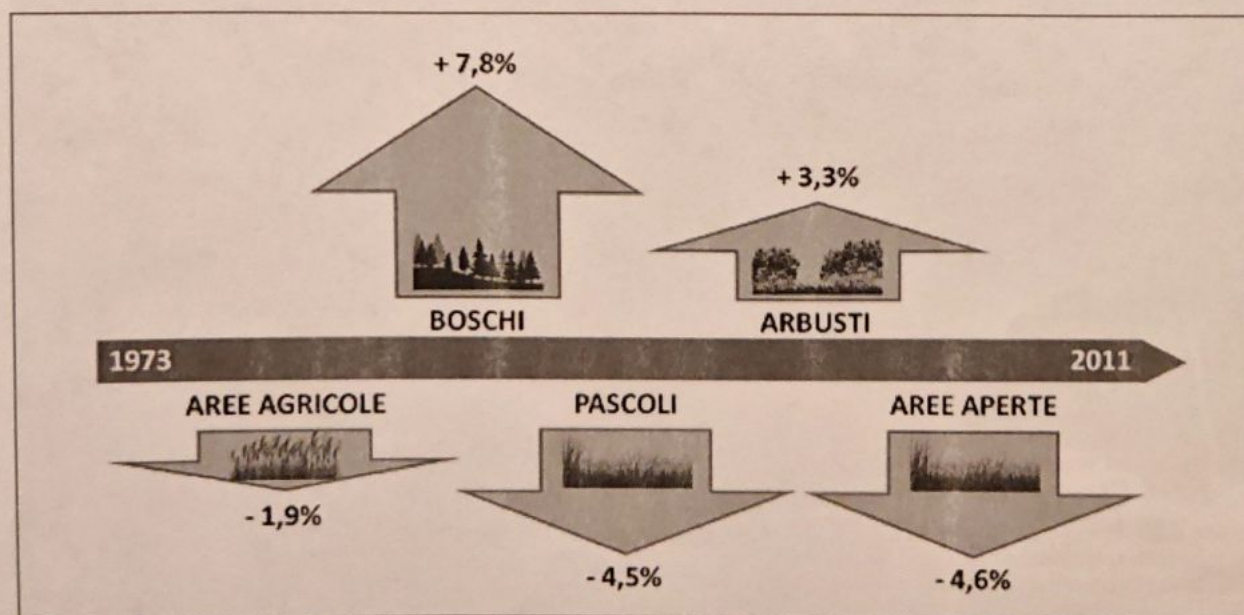 + 7,8%
+ 3,3%
BOSCHI
ARBUSTI
1973
2011
AREE AGRICOLE
PASCOLI
AREE APERTE
- 1,9%
- 4,5%
- 4,6%